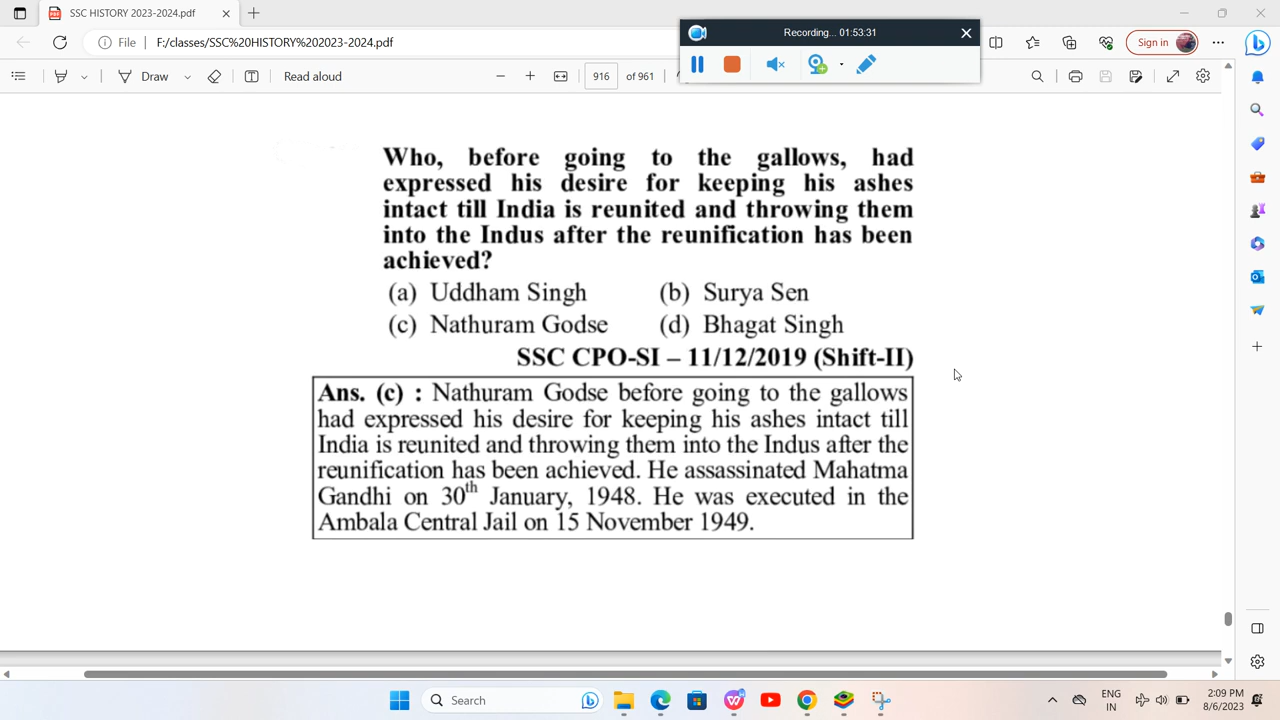 SSC HISTORY 2023-2024.pdf
Recording... 01:53:31
File F:/classes/SSC%20HISTORY%202023-2024.pdf
Sign in
Draw
Read aloud
916 of 961
Who, before going to the gallows, had
expressed his desire for keeping his ashes
intact till India is reunited and throwing them
into the Indus after the reunification has been
achieved?
(a) Uddham Singh (b) Surya Sen
(c) Nathuram Godse (d) Bhagat Singh
SSC CPO-SI – 11/12/2019 (Shift-II)
Ans. (c) : Nathuram Godse before going to the gallows
had expressed his desire for keeping his ashes intact till
India is reunited and throwing them into the Indus after the
reunification has been achieved. He assassinated Mahatma
Gandhi on 30th January, 1948. He was executed in the
Ambala Central Jail on 15 November 1949.
Search
ENG
IN
2:09 PM
8/6/2023